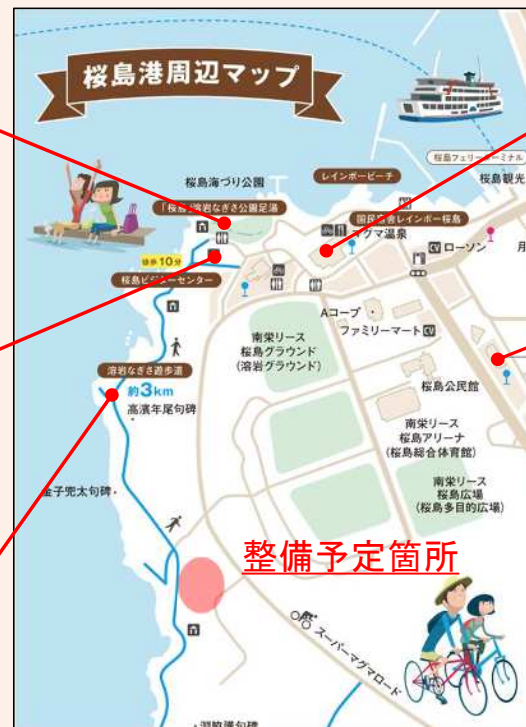 桜島港周辺マップ
桜島フェリーターミナル
桜島観光
桜島海づり公園
レインボービーチ
「桜島」溶岩なぎさ公園足湯
国民宿舎レインボー桜島
マグマ温泉
CV ローソン
月
徒歩10分
桜島ビジターセンター
Aコープ
ファミリーマート CV
南栄リース
桜島グラウンド
(溶岩グラウンド)
溶岩なぎさ遊歩道
約3km
高濱年尾句碑
桜島公民館
南栄リース
桜島アリーナ
(桜島総合体育館)
金子兜太句碑
南栄リース
桜島広場
(桜島多目的広場)
整備予定箇所
スーパーマグマロード